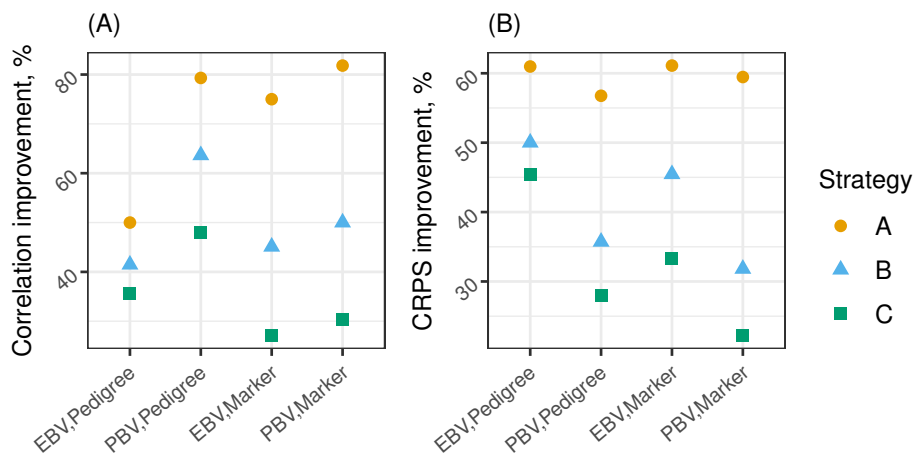 (A)
Correlation improvement, %
80
60
40
EBV,Pedigree
PBV,Pedigree
EBV,Marker
PBV,Marker
(B)
CRPS improvement, %
60
50
40
30
EBV,Pedigree
PBV,Pedigree
EBV,Marker
PBV,Marker
Strategy
A
B
C